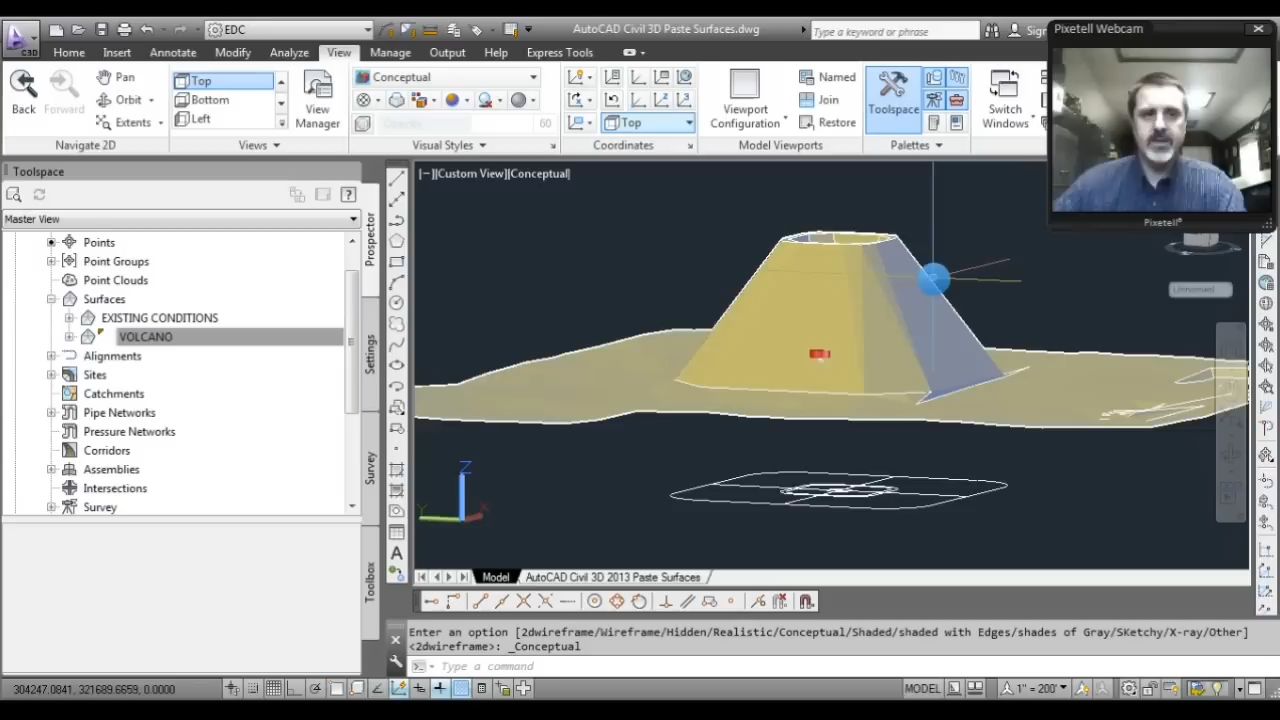 EDC
AutoCAD Civil 3D Paste Surfaces.dwg
Type a keyword or phrase
C3D
Home Insert Annotate Modify Analyze View Manage Output Help Express Tools
Pixetell Webcam
Back
Forward
Pan
Orbit
Extents
Navigate 2D
Top
Bottom
Left
View
Manager
Views
Conceptual
Opacity 60
Visual Styles
Top
Coordinates
Viewport
Configuration
Named
Join
Restore
Model Viewports
Toolspace
Palettes
Switch
Windows
Pixetell®
Toolspace
Master View
Points
Point Groups
Point Clouds
Surfaces
EXISTING CONDITIONS
VOLCANO
Alignments
Sites
Catchments
Pipe Networks
Pressure Networks
Corridors
Assemblies
Intersections
Survey
Prospector
Settings
Survey
Toolbox
[−][Custom View][Conceptual]
Unnamed
Z
Y
X
A
Model AutoCAD Civil 3D 2013 Paste Surfaces
Enter an option [2dwireframe/Wireframe/Hidden/Realistic/Conceptual/Shaded/shaded with Edges/shades of Gray/SKetchy/X-ray/Other]
<2dwireframe>: _Conceptual
Type a command
304247.0841, 321689.6659, 0.0000
MODEL
1" = 200'